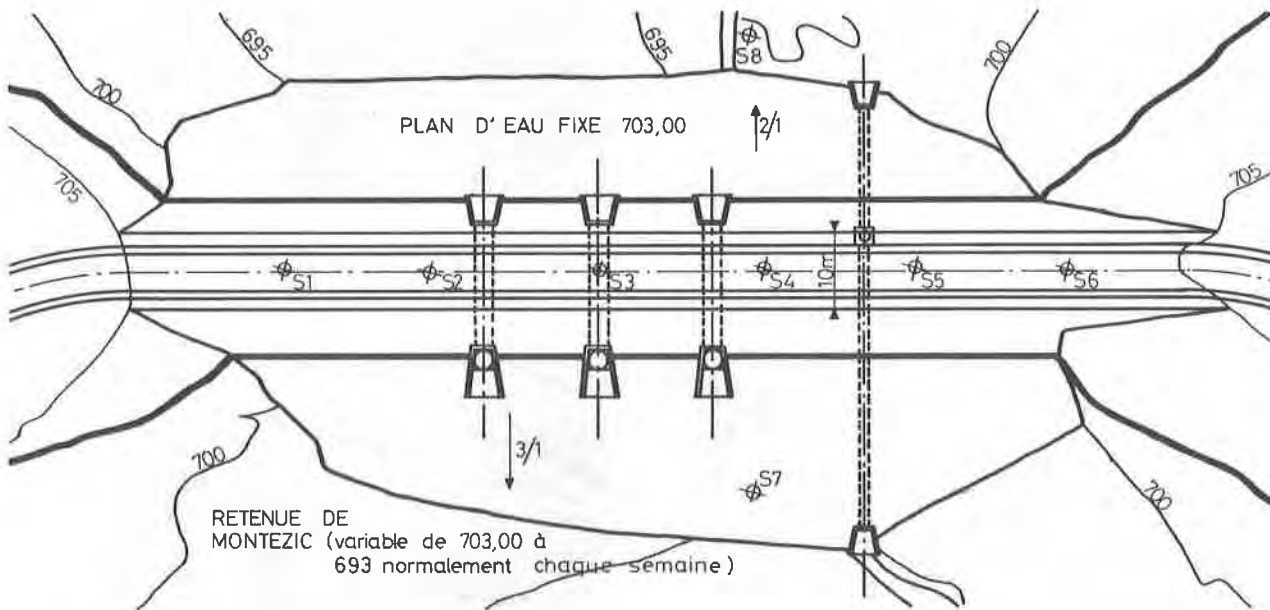 695
695
S8
700
700
PLAN D'EAU FIXE 703,00
2/1
705
705
S1
S2
S3
S4
10m
S5
S6
3/1
S7
700
700
RETENUE DE
MONTEZIC (variable de 703,00 à
693 normalement chaque semaine)